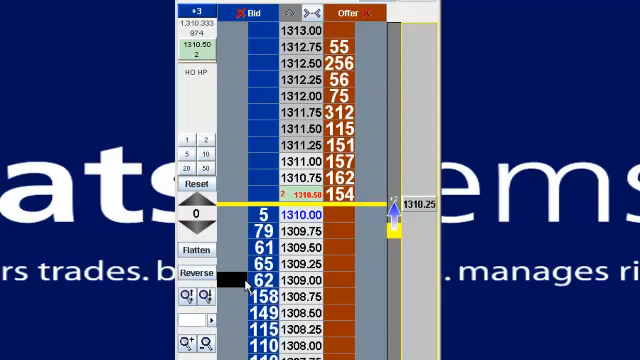 +3 Bid Offer
1,310.333
974
1310.50
2
HO HP
1313.00
1312.75 55
1312.50 256
1312.25 56
1312.00 75
1311.75 312
1 2 1311.50 115
5 10 1311.25 151
20 50 1311.00 157
Reset 1310.75 162
2 1310.50 154
1310.25
0 5 1310.00
79 1309.75
Flatten 61 1309.50
65 1309.25
Reverse 62 1309.00
158 1308.75
149 1308.50
115 1308.25
110 1308.00
ats ems
rs trades. b . manages ri